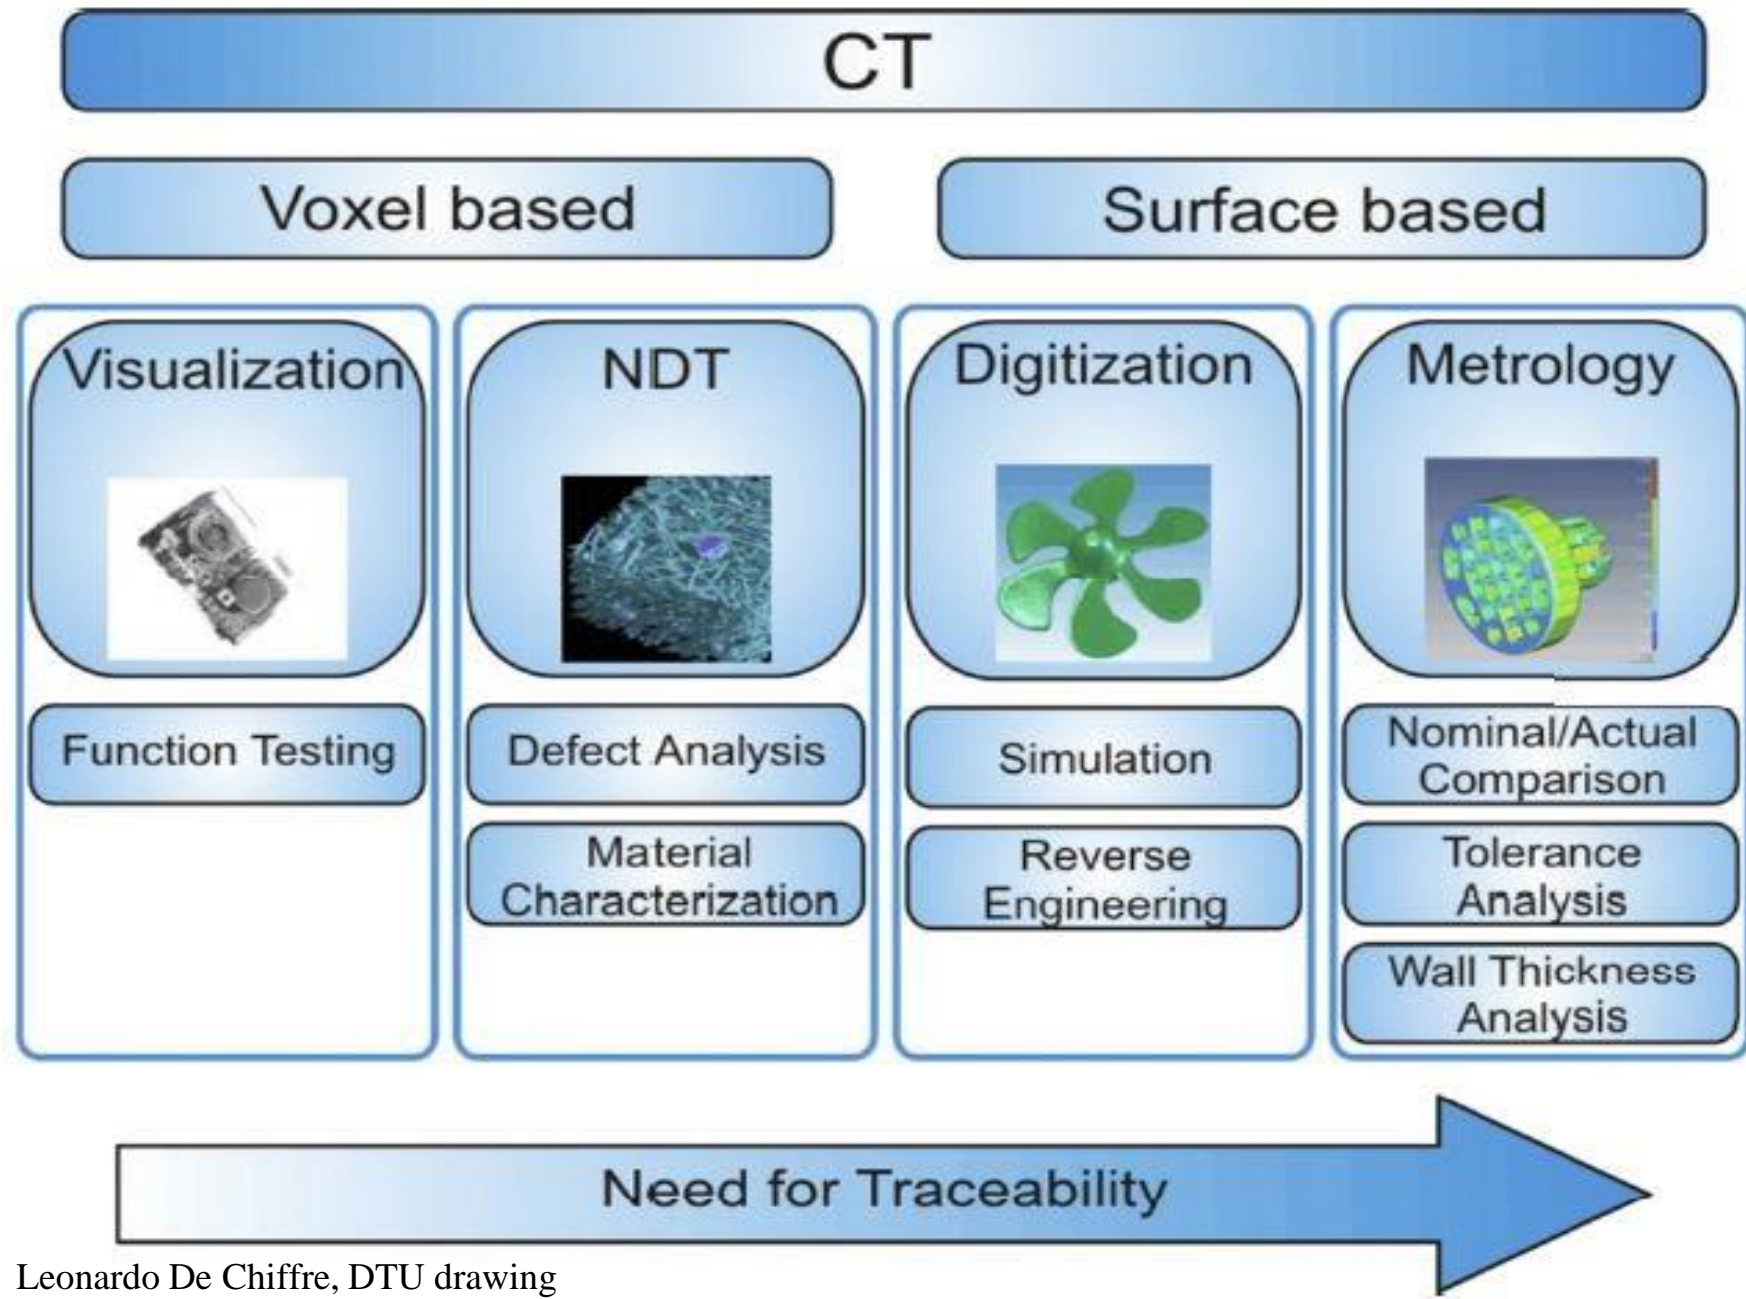 CT
Voxel based
Surface based
Visualization
NDT
Digitization
Metrology
Function Testing
Defect Analysis
Material
Characterization
Simulation
Reverse
Engineering
Nominal/Actual
Comparison
Tolerance
Analysis
Wall Thickness
Analysis
Need for Traceability
Leonardo De Chiffre, DTU drawing